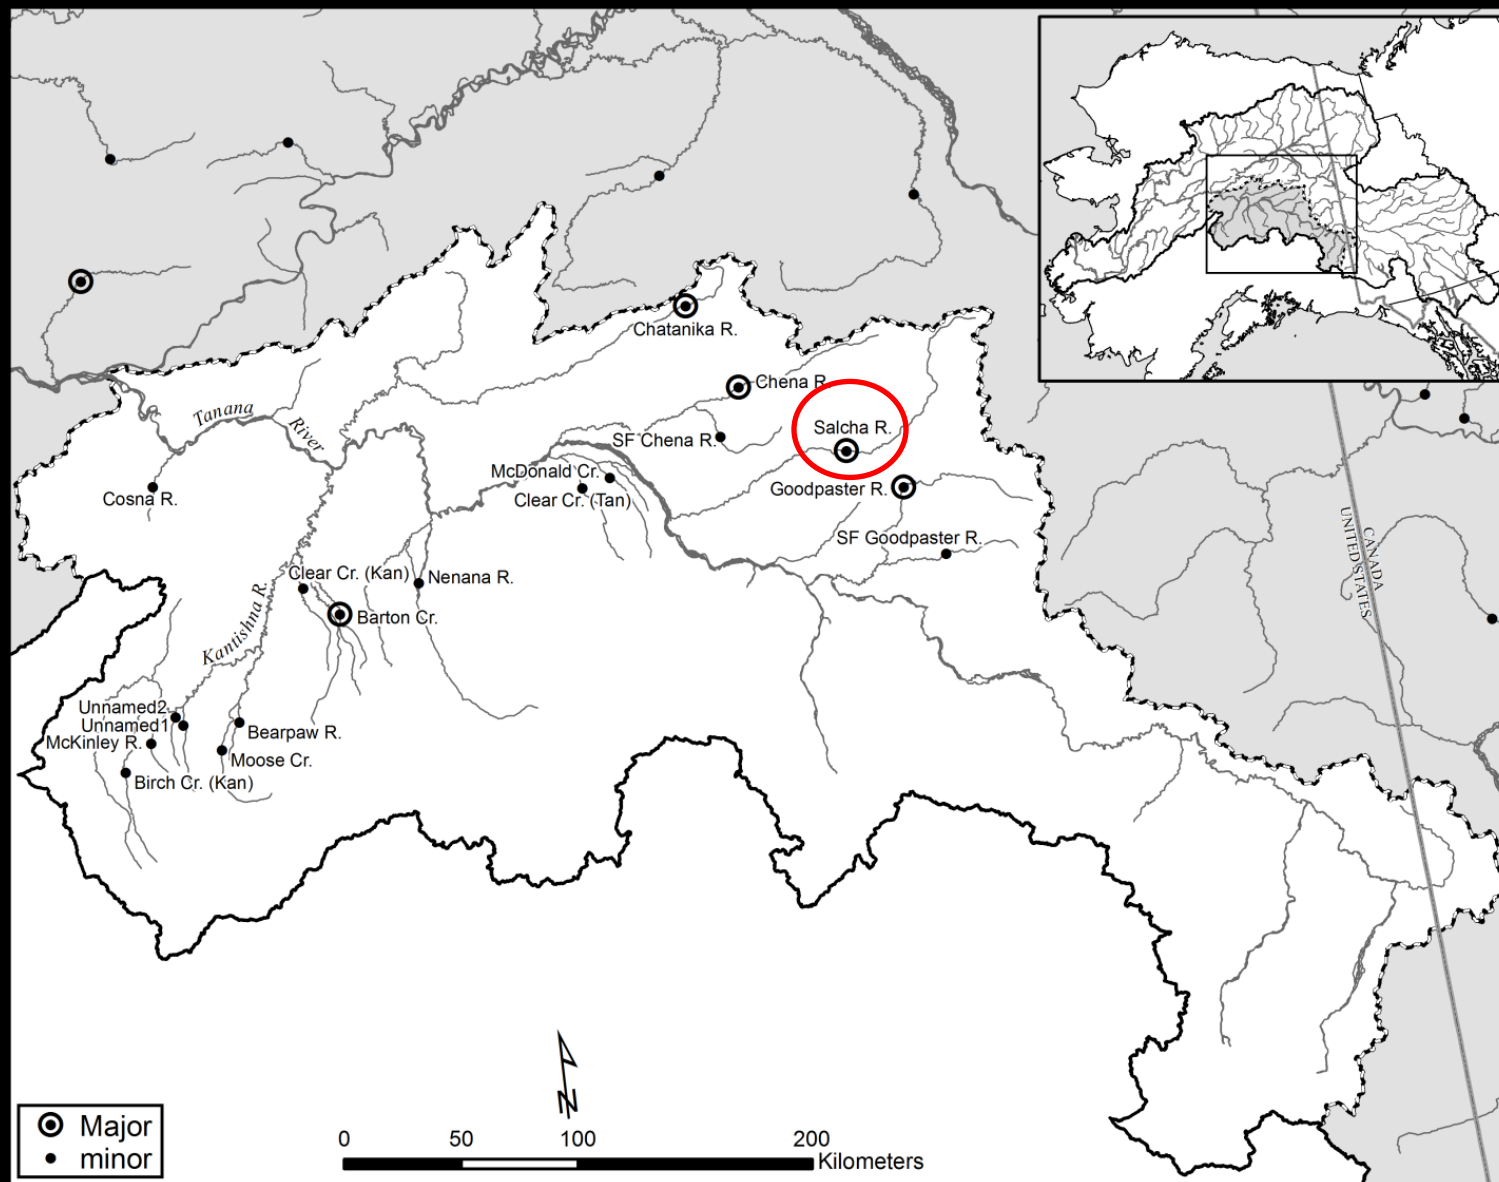 Chatanika R.
Chena R.
Salcha R.
SF Chena R.
Tanana
River
McDonald Cr.
Clear Cr. (Tan)
Goodpaster R.
Cosna R.
SF Goodpaster R.
Clear Cr. (Kan)
Nenana R.
Barton Cr.
Kantishna R.
CANADA
UNITED STATES
Unnamed2
Unnamed1
McKinley R.
Bearpaw R.
Moose Cr.
Birch Cr. (Kan)
N
Major
minor
0 50 100 200
Kilometers